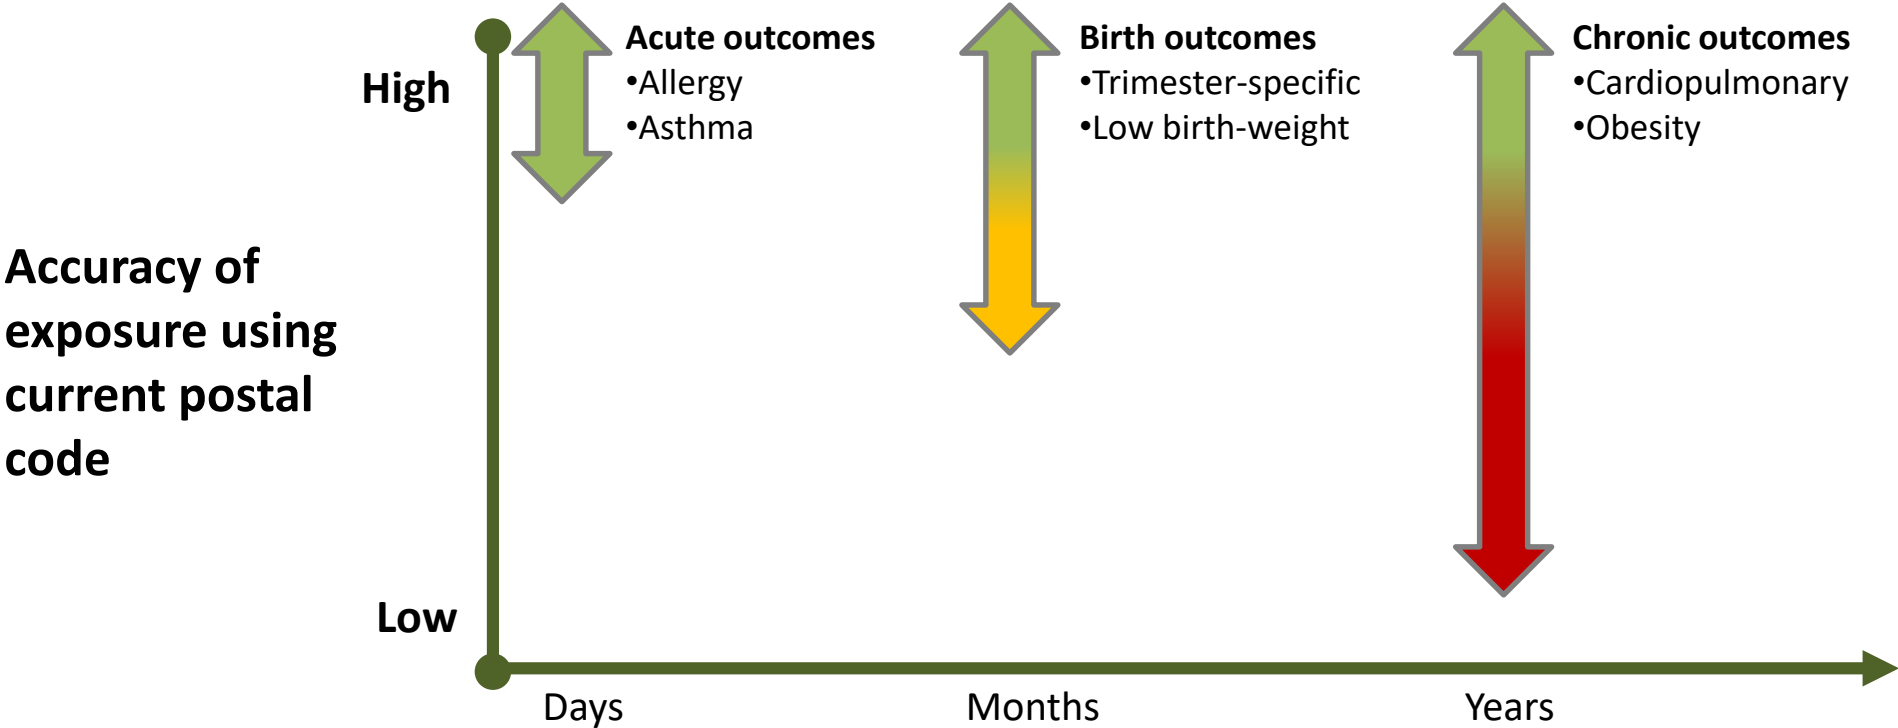 High
Acute outcomes
•Allergy
•Asthma
Birth outcomes
•Trimester-specific
•Low birth-weight
Chronic outcomes
•Cardiopulmonary
•Obesity
Accuracy of
exposure using
current postal
code
Low
Days
Months
Years